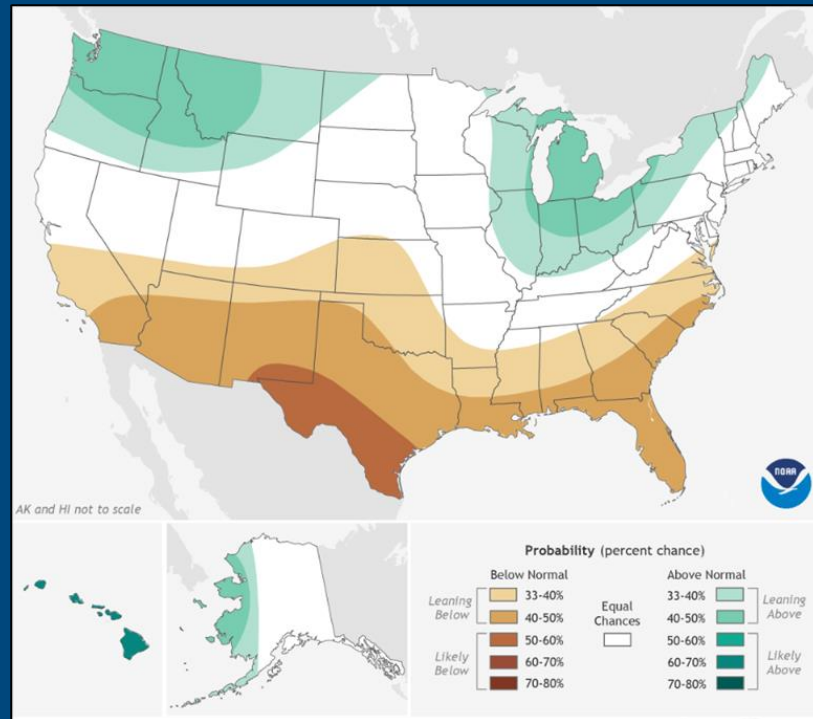 NOAA
AK and HI not to scale
Probability (percent chance)
Below Normal
Above Normal
Leaning
Below
33-40%
40-50%
Likely
Below
50-60%
60-70%
70-80%
Equal
Chances
33-40%
40-50%
Leaning
Above
50-60%
60-70%
70-80%
Likely
Above